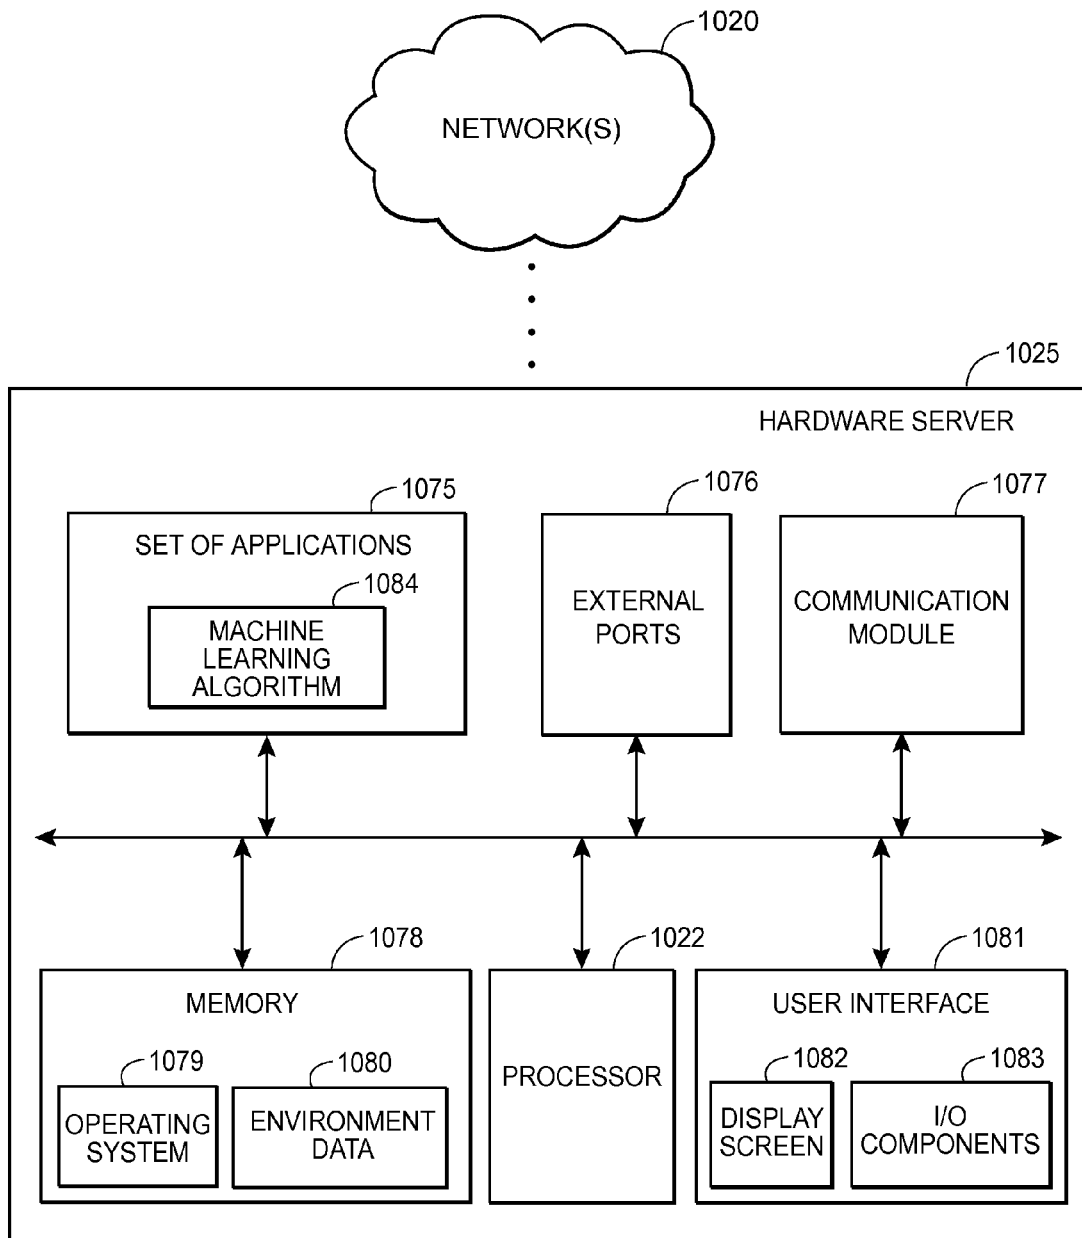 1020
NETWORK(S)
1025
HARDWARE SERVER
1075
SET OF APPLICATIONS
1084
MACHINE
LEARNING
ALGORITHM
1076
EXTERNAL
PORTS
1077
COMMUNICATION
MODULE
1078
MEMORY
1079
OPERATING
SYSTEM
1080
ENVIRONMENT
DATA
1022
PROCESSOR
1081
USER INTERFACE
1082
DISPLAY
SCREEN
1083
I/O
COMPONENTS